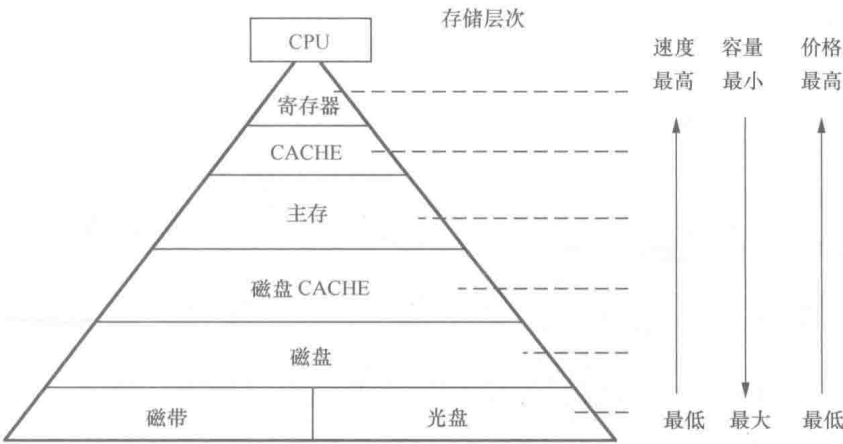 存储层次
CPU
速度 容量 价格
最高 最小 最高
寄存器
CACHE
主存
磁盘 CACHE
磁盘
磁带 光盘
最低 最大 最低